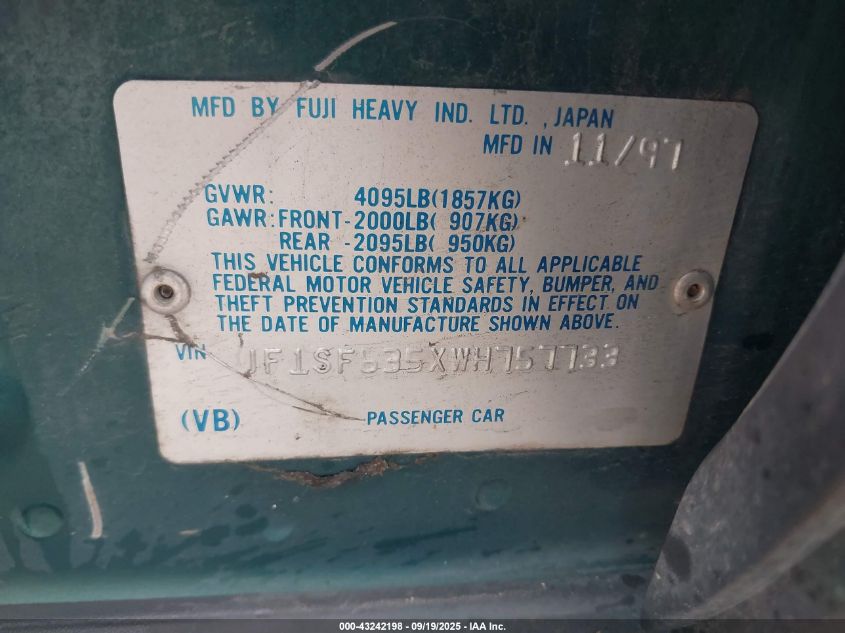 MFD BY FUJI HEAVY IND. LTD. , JAPAN
MFD IN 11/97
GVWR: 4095LB(1857KG)
GAWR:FRONT-2000LB( 907KG)
REAR -2095LB( 950KG)
THIS VEHICLE CONFORMS TO ALL APPLICABLE
FEDERAL MOTOR VEHICLE SAFETY, BUMPER, AND
THEFT PREVENTION STANDARDS IN EFFECT ON
THE DATE OF MANUFACTURE SHOWN ABOVE.
VIN JF1SF635XWH757733
(VB) PASSENGER CAR
000-43242198 - 09/19/2025 - IAA Inc.